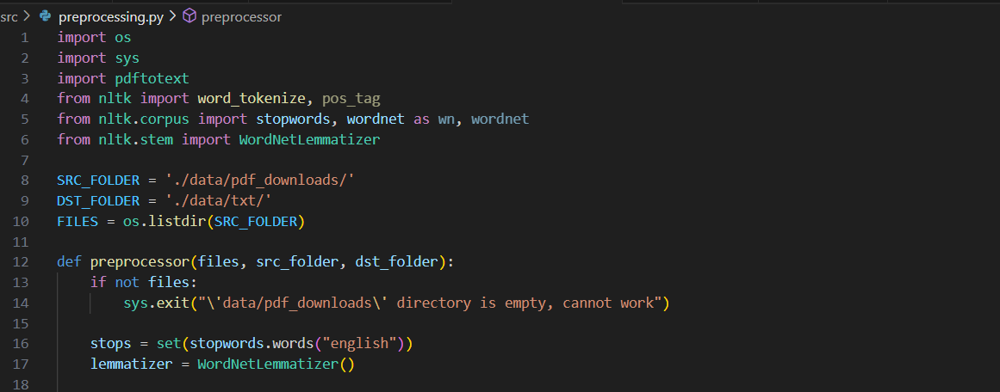 src > preprocessing.py > preprocessor
1 import os
2 import sys
3 import pdftotext
4 from nltk import word_tokenize, pos_tag
5 from nltk.corpus import stopwords, wordnet as wn, wordnet
6 from nltk.stem import WordNetLemmatizer
7
8 SRC_FOLDER = './data/pdf_downloads/'
9 DST_FOLDER = './data/txt/'
10 FILES = os.listdir(SRC_FOLDER)
11
12 def preprocessor(files, src_folder, dst_folder):
13     if not files:
14         sys.exit("\'data/pdf_downloads\' directory is empty, cannot work")
15
16     stops = set(stopwords.words("english"))
17     lemmatizer = WordNetLemmatizer()
18